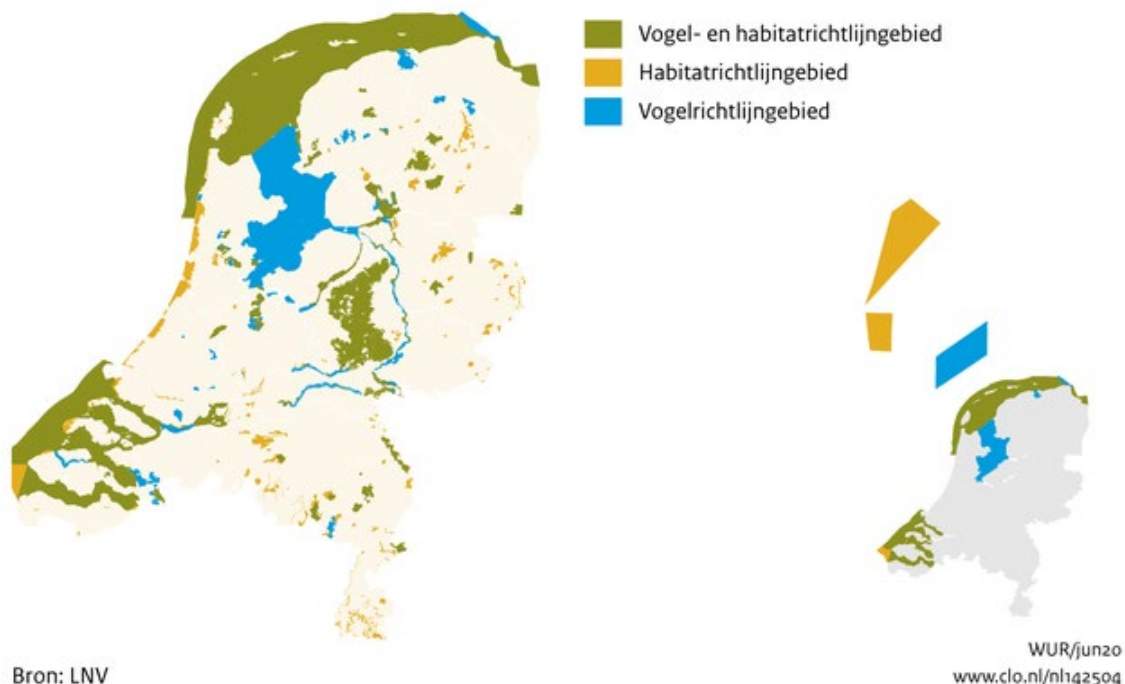 Vogel- en habitatrichtlijngebied
Habitatrichtlijngebied
Vogelrichtlijngebied
Bron: LNV
WUR/jun20
www.clo.nl/nl142504